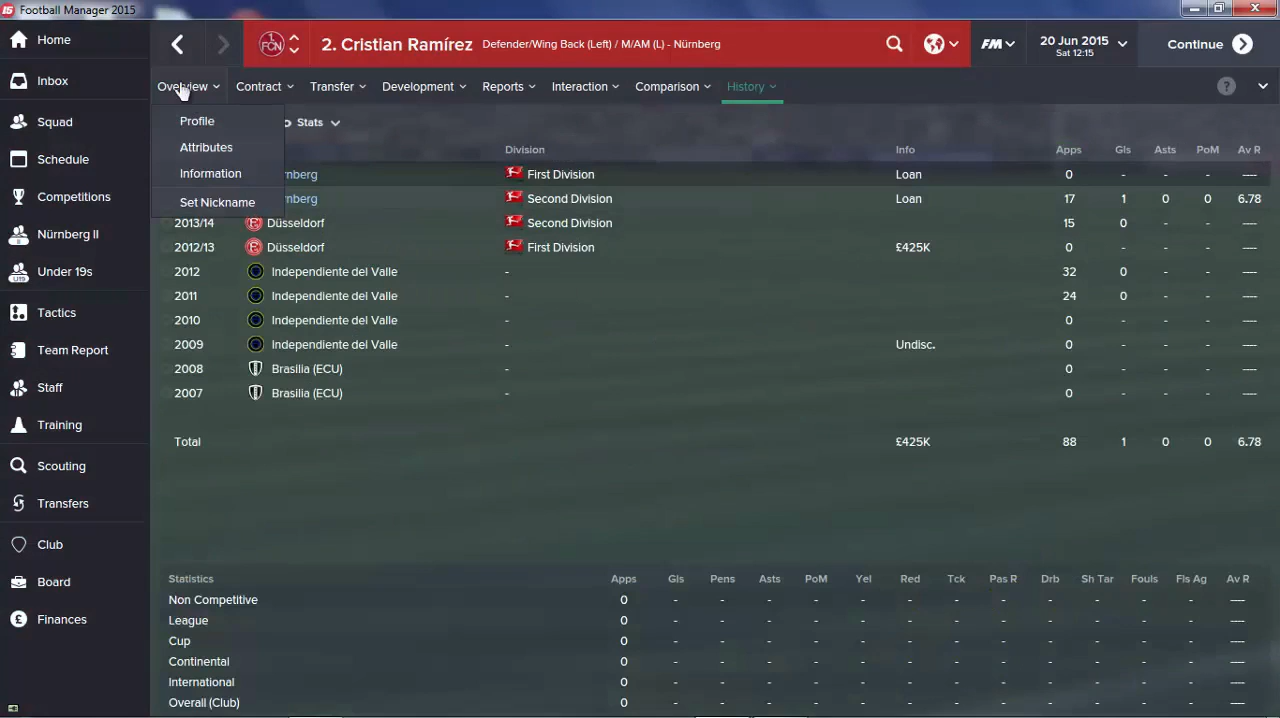 Football Manager 2015
Home
Inbox
Squad
Schedule
Competitions
Nürnberg II
Under 19s
Tactics
Team Report
Staff
Training
Scouting
Transfers
Club
Board
Finances
2. Cristian Ramírez Defender/Wing Back (Left) / M/AM (L) - Nürnberg
FM
20 Jun 2015
Sat 12:15
Continue
Overview Contract Transfer Development Reports Interaction Comparison History ?
Profile
Attributes
Information
Set Nickname
Stats
Division Info Apps Gls Asts PoM Av R
rnberg First Division Loan 0 - - - ----
rnberg Second Division Loan 17 1 0 0 6.78
2013/14 Düsseldorf Second Division 15 0 - - ----
2012/13 Düsseldorf First Division £425K 0 - - - ----
2012 Independiente del Valle - 32 0 - - ----
2011 Independiente del Valle - 24 0 - - ----
2010 Independiente del Valle - 0 - - - ----
2009 Independiente del Valle - Undisc. 0 - - - ----
2008 Brasilia (ECU) - 0 - - - ----
2007 Brasilia (ECU) - 0 - - - ----
Total £425K 88 1 0 0 6.78
Statistics Apps Gls Pens Asts PoM Yel Red Tck Pas R Drb Sh Tar Fouls Fls Ag Av R
Non Competitive 0 - - - - - - - - - - - - ----
League 0 - - - - - - - - - - - - ----
Cup 0 - - - - - - - - - - - - ----
Continental 0 - - - - - - - - - - - - ----
International 0 - - - - - - - - - - - - ----
Overall (Club) 0 - - - - - - - - - - - - ----